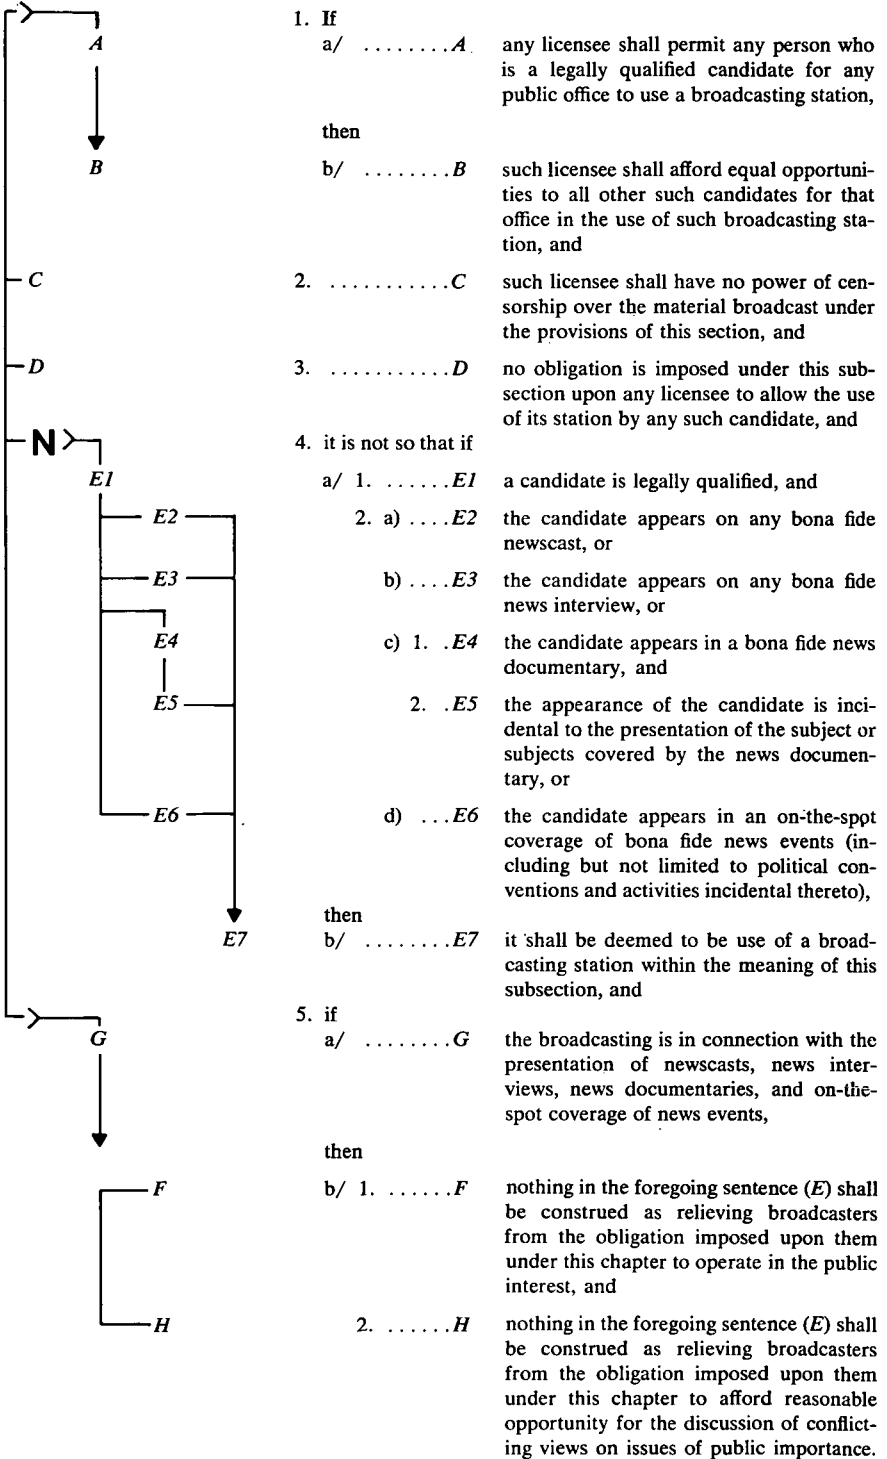 A 1. If
a/ ........A any licensee shall permit any person who
is a legally qualified candidate for any
public office to use a broadcasting station,
then
B b/ ........B such licensee shall afford equal opportuni-
ties to all other such candidates for that
office in the use of such broadcasting sta-
tion, and
C 2. ...........C such licensee shall have no power of cen-
sorship over the material broadcast under
the provisions of this section, and
D 3. ...........D no obligation is imposed under this sub-
section upon any licensee to allow the use
of its station by any such candidate, and
N 4. it is not so that if
E1 a/ 1. ......E1 a candidate is legally qualified, and
E2 2. a) ....E2 the candidate appears on any bona fide
newscast, or
E3 b) ....E3 the candidate appears on any bona fide
news interview, or
E4 c) 1. .E4 the candidate appears in a bona fide news
documentary, and
E5 2. .E5 the appearance of the candidate is inci-
dental to the presentation of the subject or
subjects covered by the news documen-
tary, or
E6 d) ...E6 the candidate appears in an on-the-spot
coverage of bona fide news events (in-
cluding but not limited to political con-
ventions and activities incidental thereto),
then
E7 b/ ........E7 it shall be deemed to be use of a broad-
casting station within the meaning of this
subsection, and
5. if
G a/ ........G the broadcasting is in connection with the
presentation of newscasts, news inter-
views, news documentaries, and on-the-
spot coverage of news events,
then
F b/ 1. ......F nothing in the foregoing sentence (E) shall
be construed as relieving broadcasters
from the obligation imposed upon them
under this chapter to operate in the public
interest, and
H 2. ......H nothing in the foregoing sentence (E) shall
be construed as relieving broadcasters
from the obligation imposed upon them
under this chapter to afford reasonable
opportunity for the discussion of conflict-
ing views on issues of public importance.